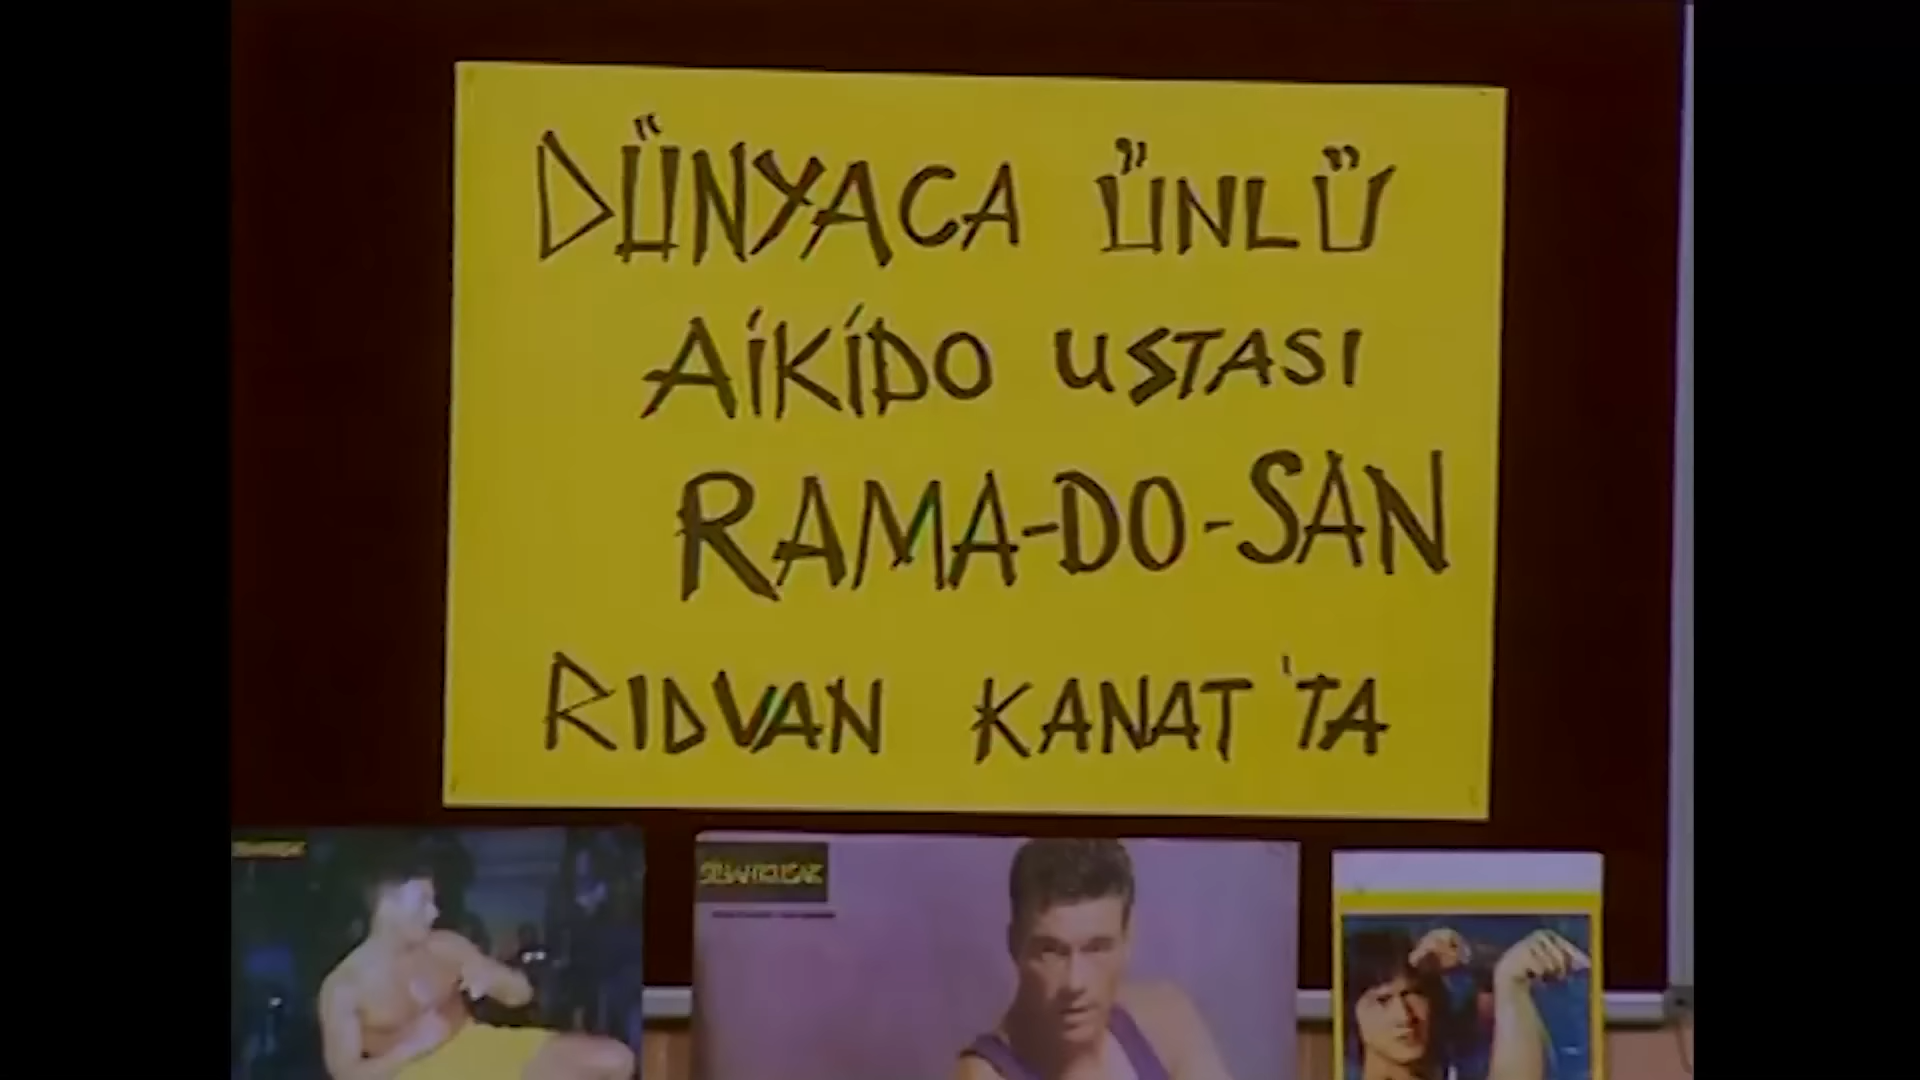 DÜNYACA ÜNLÜ
AİKİDO USTASI
RAMA-DO-SAN
RIDVAN KANAT'TA